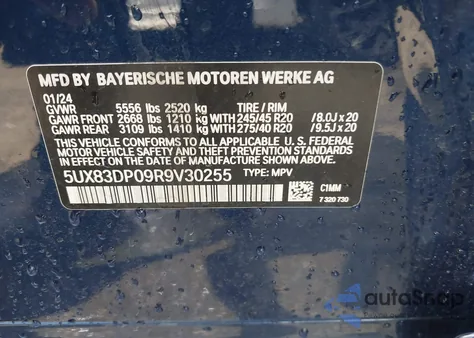 MFD BY BAYERISCHE MOTOREN WERKE AG
01/24
GVWR 5556 lbs 2520 kg TIRE / RIM
GAWR FRONT 2668 lbs 1210 kg WITH 245/45 R20 /8.0J x 20
GAWR REAR 3109 lbs 1410 kg WITH 275/40 R20 /9.5J x 20
THIS VEHICLE CONFORMS TO ALL APPLICABLE U.S. FEDERAL
MOTOR VEHICLE SAFETY, AND THEFT PREVENTION STANDARDS
IN EFFECT ON THE DATE OF MANUFACTURE SHOWN ABOVE.
5UX83DP09R9V30255 TYPE: MPV
C1MM
7 320 730
autoSnap